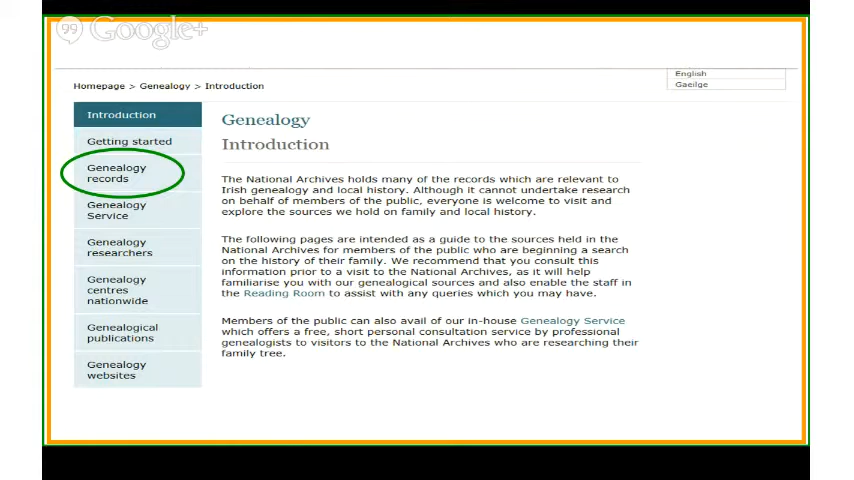 Google+
Homepage > Genealogy > Introduction
English
Gaeilge
Introduction
Getting started
Genealogy
records
Genealogy
Service
Genealogy
researchers
Genealogy
centres
nationwide
Genealogical
publications
Genealogy
websites
Genealogy
Introduction
The National Archives holds many of the records which are relevant to
Irish genealogy and local history. Although it cannot undertake research
on behalf of members of the public, everyone is welcome to visit and
explore the sources we hold on family and local history.
The following pages are intended as a guide to the sources held in the
National Archives for members of the public who are beginning a search
on the history of their family. We recommend that you consult this
information prior to a visit to the National Archives, as it will help
familiarise you with our genealogical sources and also enable the staff in
the Reading Room to assist with any queries which you may have.
Members of the public can also avail of our in-house Genealogy Service
which offers a free, short personal consultation service by professional
genealogists to visitors to the National Archives who are researching their
family tree.